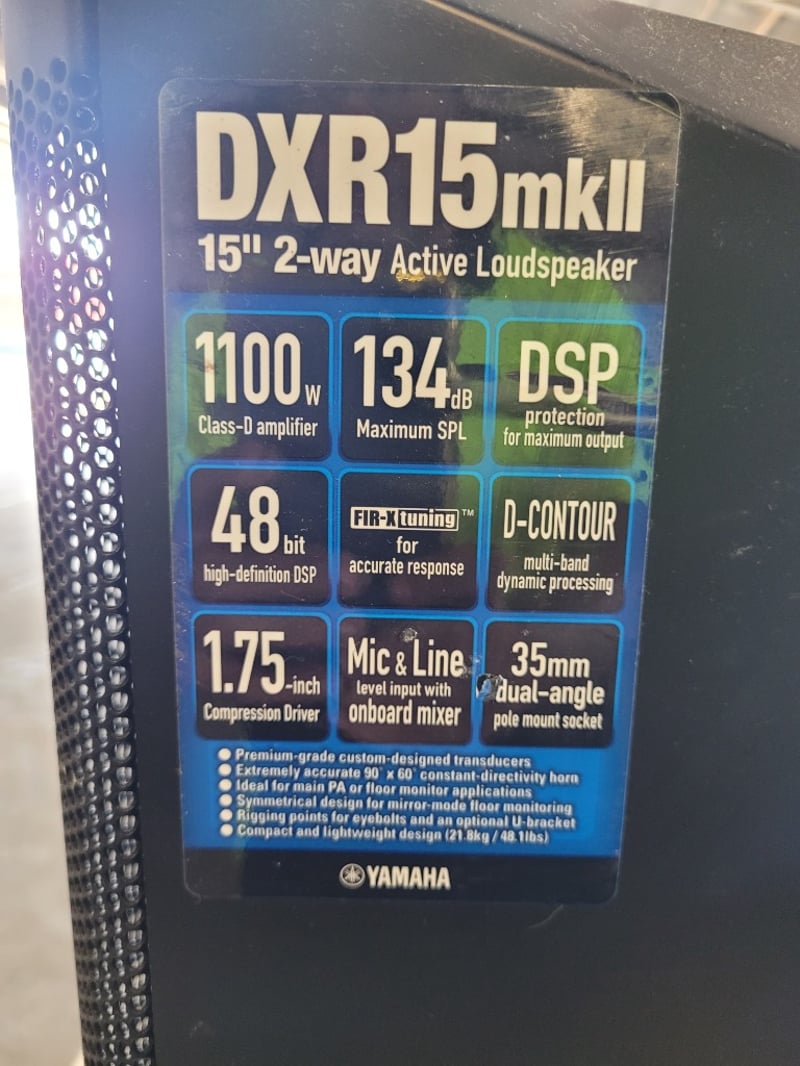 DXR15mkII
15" 2-way Active Loudspeaker
1100W
Class-D amplifier
134dB
Maximum SPL
DSP
protection
for maximum output
48bit
high-definition DSP
FIR-X tuning™
for
accurate response
D-CONTOUR
multi-band
dynamic processing
1.75-inch
Compression Driver
Mic & Line
level input with
onboard mixer
35mm
dual-angle
pole mount socket
● Premium-grade custom-designed transducers
● Extremely accurate 90° x 60° constant-directivity horn
● Ideal for main PA or floor monitor applications
● Symmetrical design for mirror-mode floor monitoring
● Rigging points for eyebolts and an optional U-bracket
● Compact and lightweight design (21.8kg / 48.1lbs)
YAMAHA